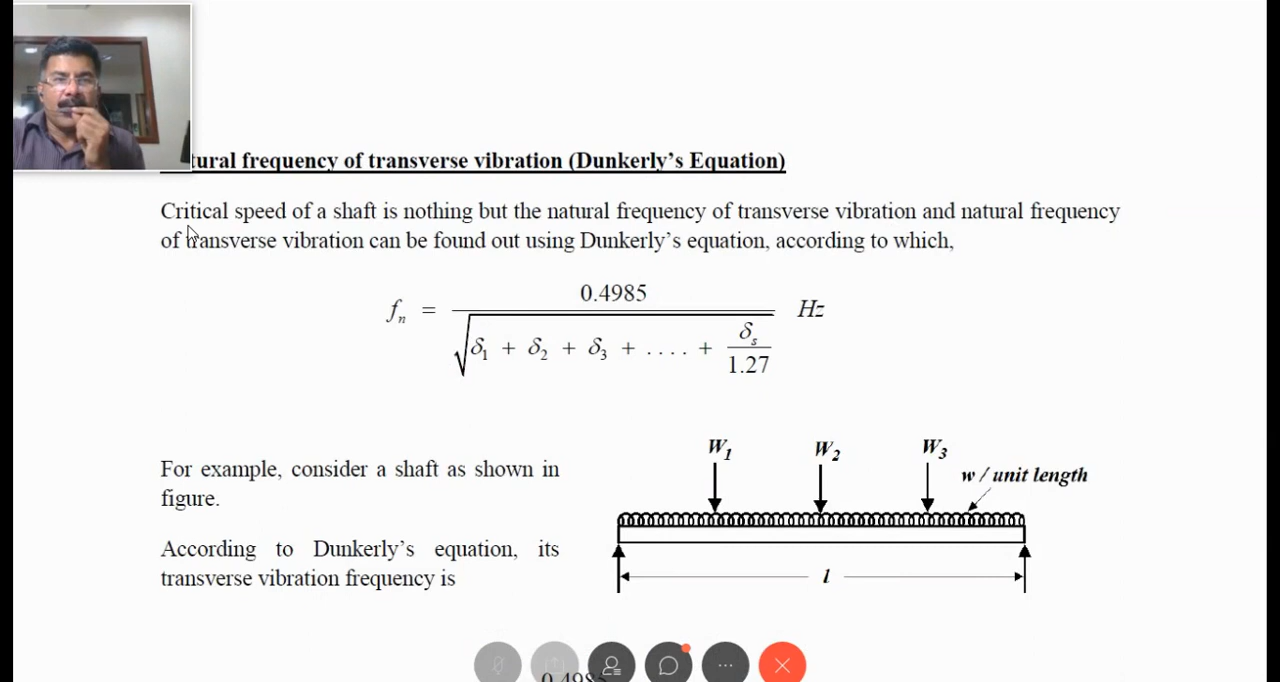 tural frequency of transverse vibration (Dunkerly's Equation)
Critical speed of a shaft is nothing but the natural frequency of transverse vibration and natural frequency
of transverse vibration can be found out using Dunkerly's equation, according to which,
fₙ = 0.4985 / √(δ₁ + δ₂ + δ₃ + .... + δₛ/1.27) Hz
For example, consider a shaft as shown in
figure.
According to Dunkerly's equation, its
transverse vibration frequency is
W₁ W₂ W₃
w / unit length
l
0.4985